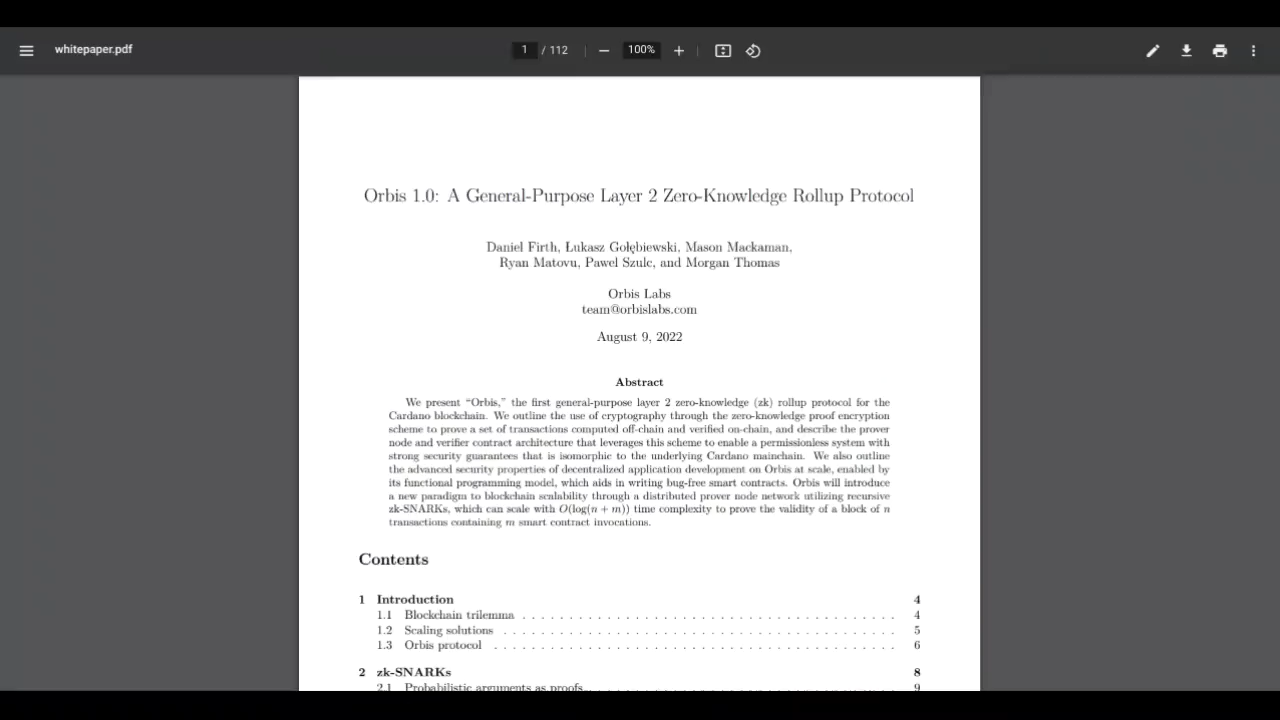 whitepaper.pdf
1 / 112
100%
Orbis 1.0: A General-Purpose Layer 2 Zero-Knowledge Rollup Protocol
Daniel Firth, Łukasz Gołębiewski, Mason Mackaman,
Ryan Matovu, Pawel Szulc, and Morgan Thomas
Orbis Labs
team@orbislabs.com
August 9, 2022
Abstract
We present “Orbis,” the first general-purpose layer 2 zero-knowledge (zk) rollup protocol for the
Cardano blockchain. We outline the use of cryptography through the zero-knowledge proof encryption
scheme to prove a set of transactions computed off-chain and verified on-chain, and describe the prover
node and verifier contract architecture that leverages this scheme to enable a permissionless system with
strong security guarantees that is isomorphic to the underlying Cardano mainchain. We also outline
the advanced security properties of decentralized application development on Orbis at scale, enabled by
its functional programming model, which aids in writing bug-free smart contracts. Orbis will introduce
a new paradigm to blockchain scalability through a distributed prover node network utilizing recursive
zk-SNARKs, which can scale with O(log(n + m)) time complexity to prove the validity of a block of n
transactions containing m smart contract invocations.
Contents
1 Introduction 4
1.1 Blockchain trilemma . . . . . . . . . . . . . . . . . . . . . . . . . . . . . . . . . . . . . . . 4
1.2 Scaling solutions . . . . . . . . . . . . . . . . . . . . . . . . . . . . . . . . . . . . . . . . . 5
1.3 Orbis protocol . . . . . . . . . . . . . . . . . . . . . . . . . . . . . . . . . . . . . . . . . . 6
2 zk-SNARKs 8
2.1 Probabilistic arguments as proofs . . . . . . . . . . . . . . . . . . . . . . . . . . . . . . . . 9